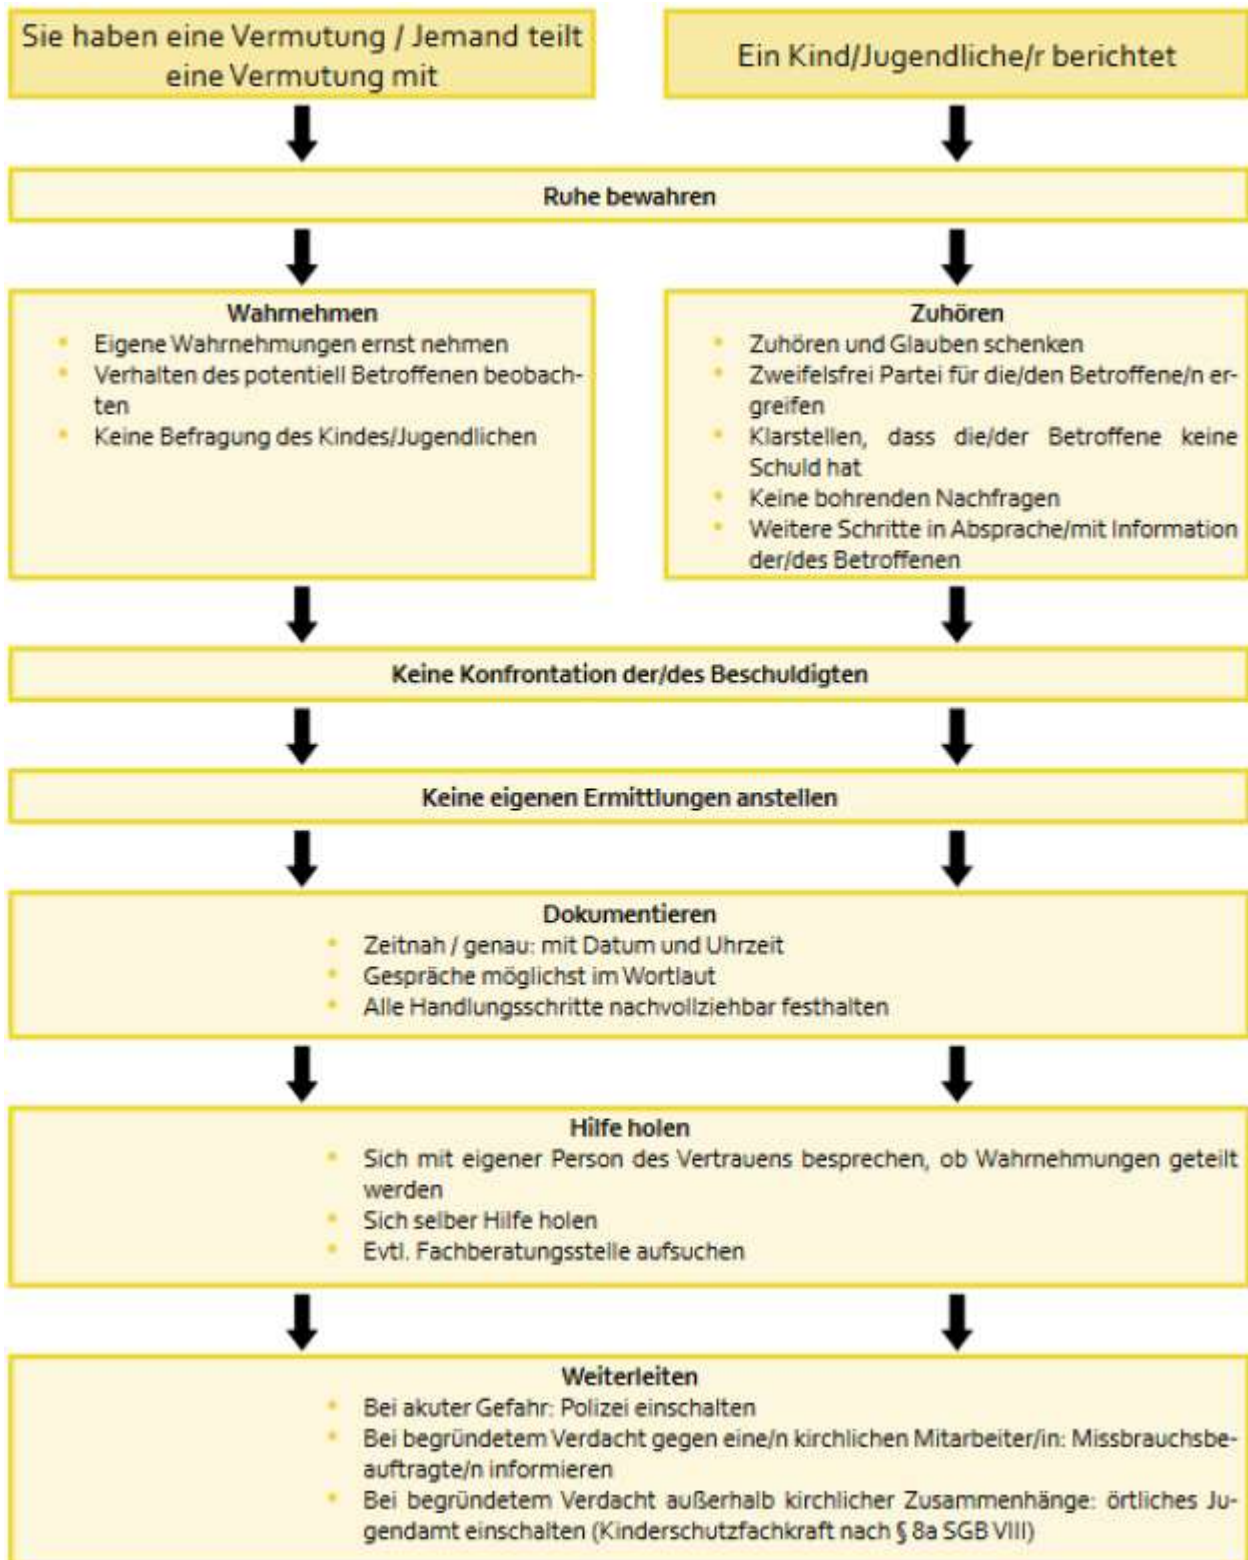 Sie haben eine Vermutung / Jemand teilt
eine Vermutung mit
Ein Kind/Jugendliche/r berichtet
Ruhe bewahren
Wahrnehmen
• Eigene Wahrnehmungen ernst nehmen
• Verhalten des potentiell Betroffenen beobach-
ten
• Keine Befragung des Kindes/Jugendlichen
Zuhören
• Zuhören und Glauben schenken
• Zweifelsfrei Partei für die/den Betroffene/n er-
greifen
• Klarstellen, dass die/der Betroffene keine
Schuld hat
• Keine bohrenden Nachfragen
• Weitere Schritte in Absprache/mit Information
der/des Betroffenen
Keine Konfrontation der/des Beschuldigten
Keine eigenen Ermittlungen anstellen
Dokumentieren
• Zeitnah / genau: mit Datum und Uhrzeit
• Gespräche möglichst im Wortlaut
• Alle Handlungsschritte nachvollziehbar festhalten
Hilfe holen
• Sich mit eigener Person des Vertrauens besprechen, ob Wahrnehmungen geteilt
werden
• Sich selber Hilfe holen
• Evtl. Fachberatungsstelle aufsuchen
Weiterleiten
• Bei akuter Gefahr: Polizei einschalten
• Bei begründetem Verdacht gegen eine/n kirchlichen Mitarbeiter/in: Missbrauchsbe-
auftragte/n informieren
• Bei begründetem Verdacht außerhalb kirchlicher Zusammenhänge: örtliches Ju-
gendamt einschalten (Kinderschutzfachkraft nach § 8a SGB VIII)